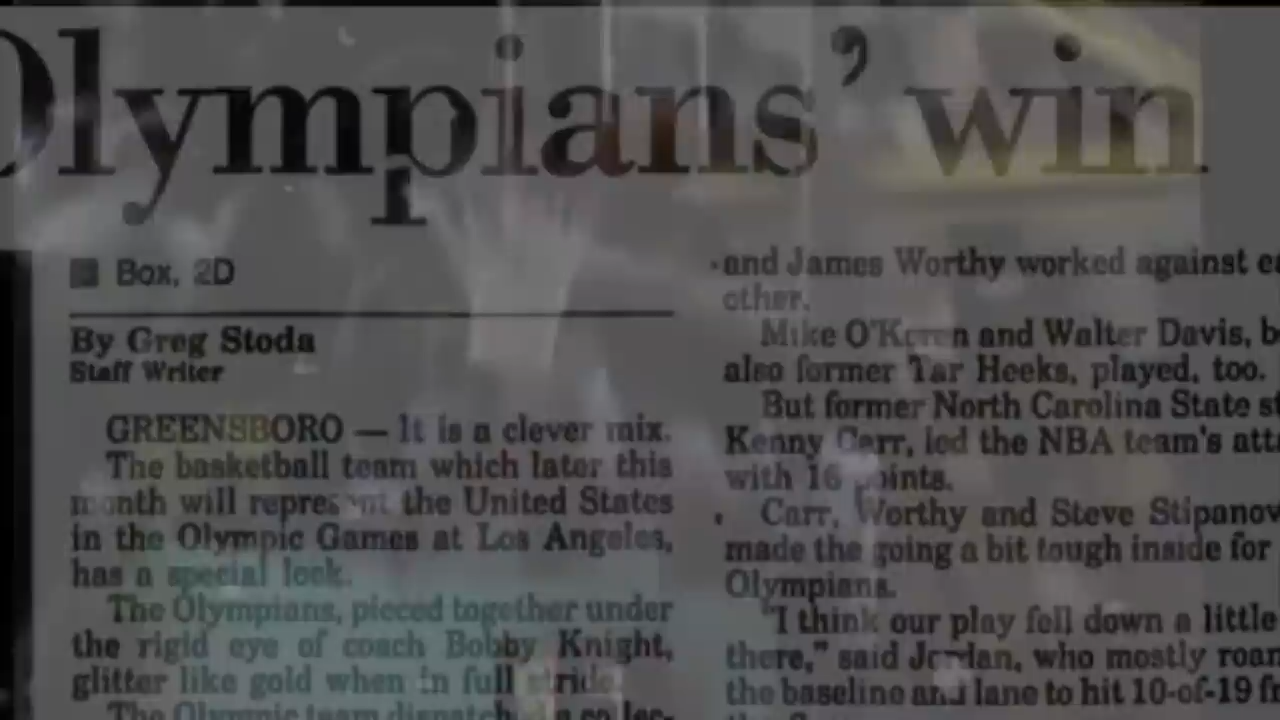 Olympians' win
Box, 2D
By Greg Stoda
Staff Writer
GREENSBORO — It is a clever mix.
The basketball team which later this
month will represent the United States
in the Olympic Games at Los Angeles,
has a special look.
The Olympians, pieced together under
the rigid eye of coach Bobby Knight,
glitter like gold when in full stride.
The Olympic team
and James Worthy worked against
other.
Mike O'Koren and Walter Davis,
also former Tar Heeks, played, too.
But former North Carolina State
Kenny Carr, led the NBA team's
with 16 points.
Carr, Worthy and Steve
made the going a bit tough inside for
Olympians.
"I think our play fell down a little
there," said Jordan, who mostly
the baseline and lane to hit 10-of-19